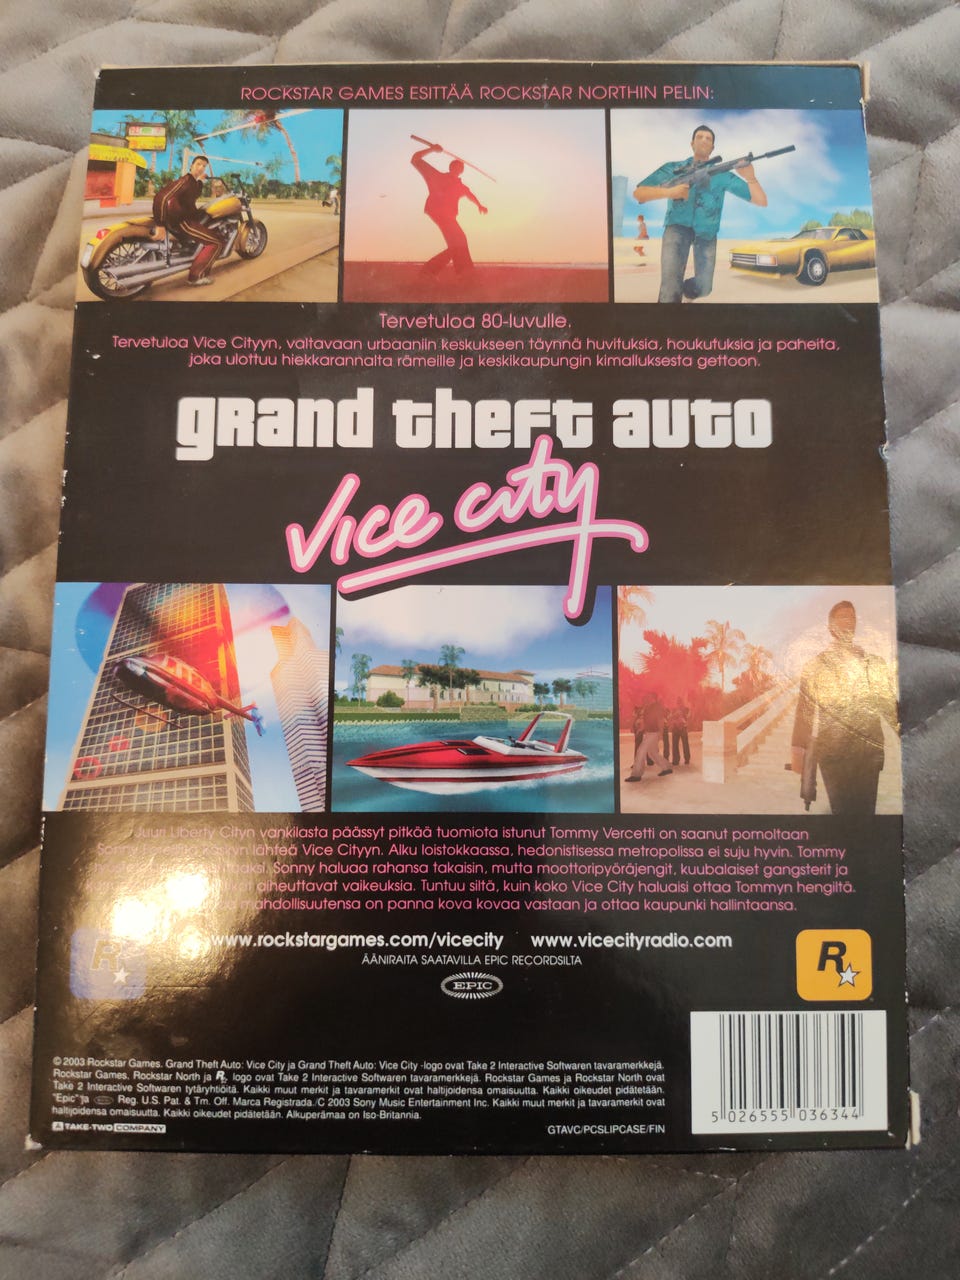 ROCKSTAR GAMES ESITTÄÄ ROCKSTAR NORTHIN PELIN:
Tervetuloa 80-luvulle.
Tervetuloa Vice Cityyn, valtavaan urbaaniin keskukseen täynnä huvituksia, houkutuksia ja paheita,
joka ulottuu hiekkarannalta rämeille ja keskikaupungin kimalluksesta gettoon.
grand theft auto
Vice City
Juuri Liberty Cityn vankilasta päässyt pitkää tuomiota istunut Tommy Vercetti on saanut pomoltaan
Sonny käskyn lähteä Vice Cityyn. Alku loistokkaassa, hedonistisessa metropolissa ei suju hyvin. Tommy
Sonny haluaa rahansa takaisin, mutta moottoripyöräjengit, kuubalaiset gangsterit ja
aiheuttavat vaikeuksia. Tuntuu siltä, kuin koko Vice City haluaisi ottaa Tommyn hengiltä.
mahdollisuutensa on panna kova kovaa vastaan ja ottaa kaupunki hallintaansa.
www.rockstargames.com/vicecity www.vicecityradio.com
ÄÄNIRAITA SAATAVILLA EPIC RECORDSILTA
EPIC
R
R
© 2003 Rockstar Games. Grand Theft Auto: Vice City ja Grand Theft Auto: Vice City -logo ovat Take 2 Interactive Softwaren tavaramerkkejä.
Rockstar Games, Rockstar North ja R logo ovat Take 2 Interactive Softwaren tavaramerkkejä. Rockstar Games ja Rockstar North ovat
Take 2 Interactive Softwaren tytäryhtiöitä. Kaikki muut merkit ja tavaramerkit ovat haltijoidensa omaisuutta. Kaikki oikeudet pidätetään.
"Epic" ja Reg. U.S. Pat. & Tm. Off. Marca Registrada./C 2003 Sony Music Entertainment Inc. Kaikki muut merkit ja tavaramerkit ovat
haltijoidensa omaisuutta. Kaikki oikeudet pidätetään. Alkuperämaa on Iso-Britannia.
TAKE-TWO COMPANY
GTAVC/PCSLIPCASE/FIN
5 026555 036344